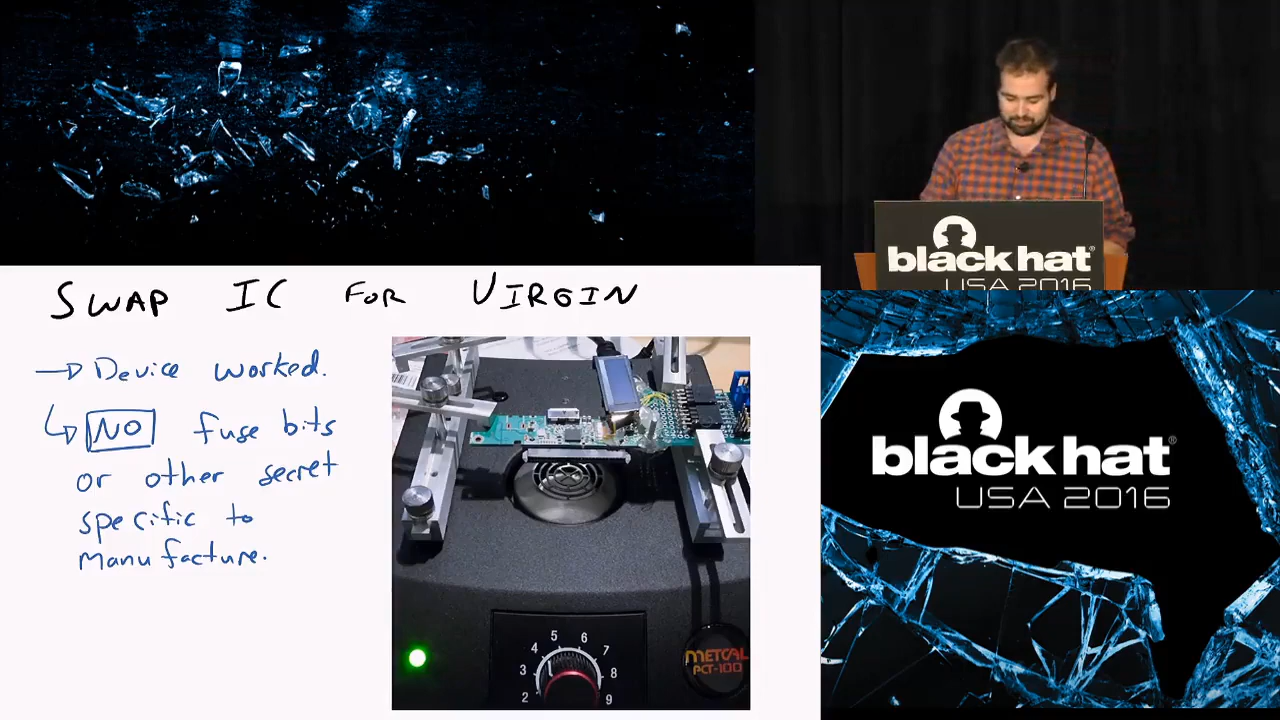 black hat®
USA 2016
SWAP IC FOR VIRGIN
→ Device worked.
↳ NO fuse bits
or other secret
specific to
manufacture.
5 6
4 7
3 8
2 9
METCAL
PCT-100
black hat®
USA 2016